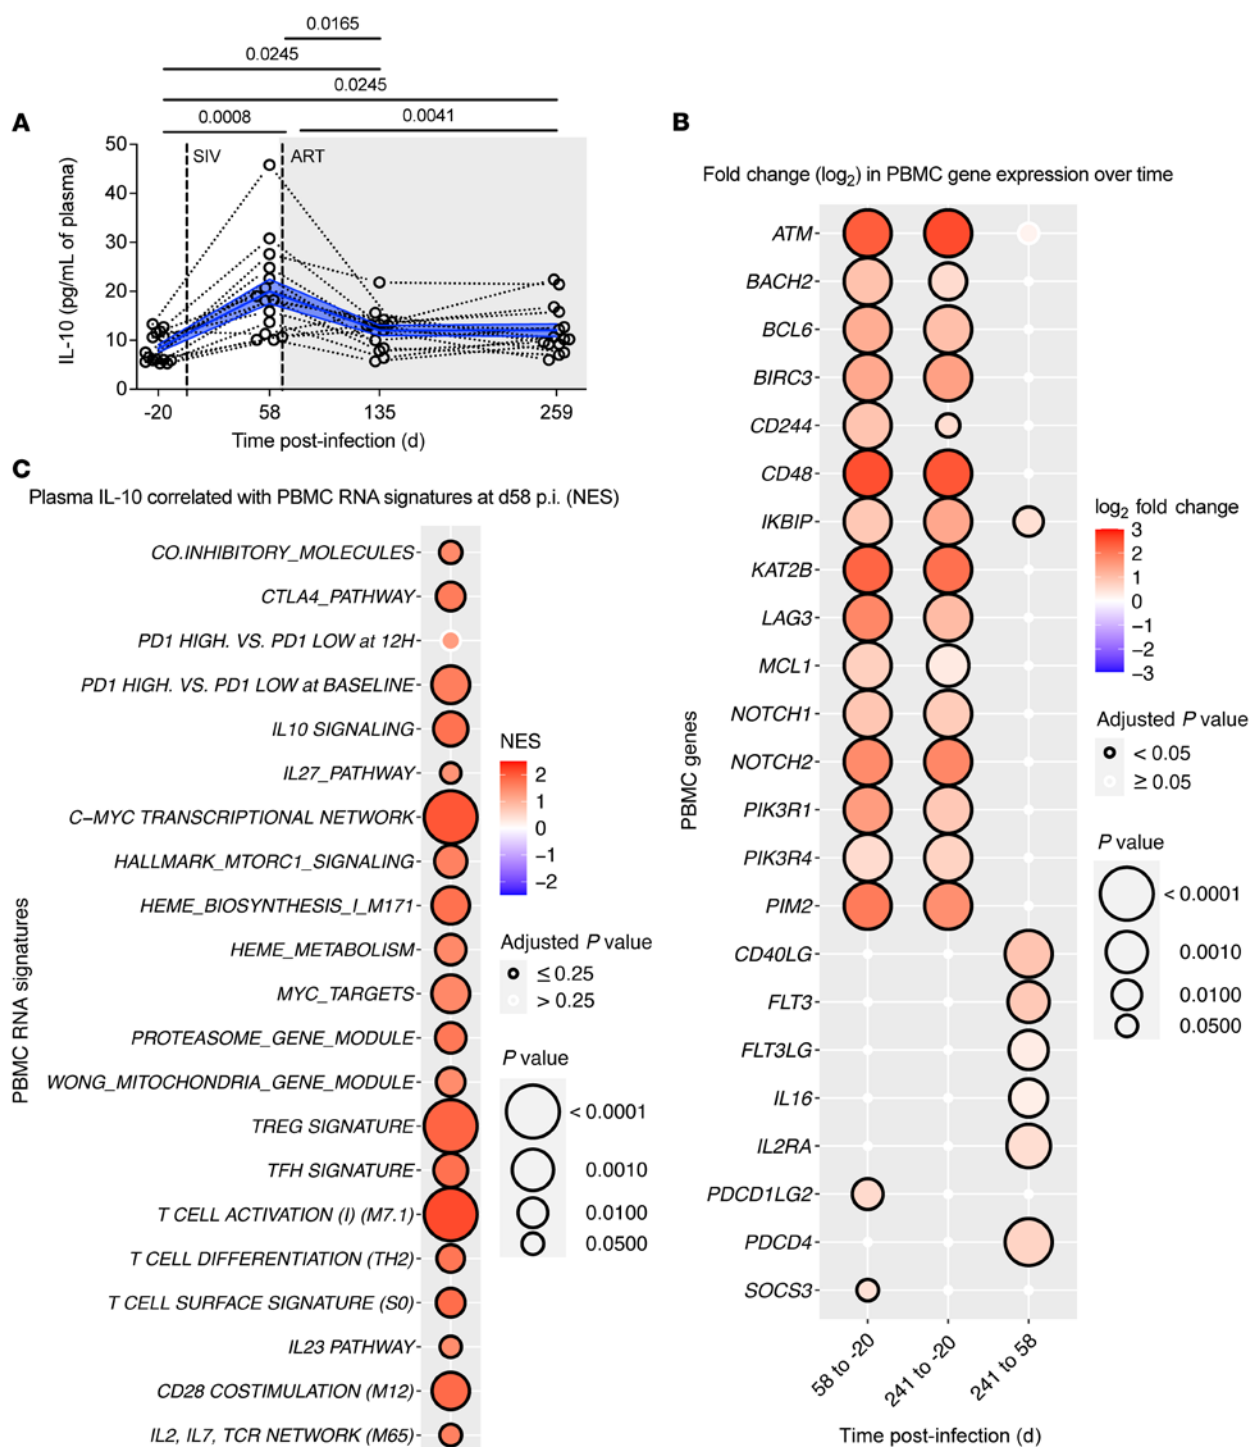 0.0165
0.0245
0.0245
0.0008
0.0041
A
50
40
30
20
10
0
IL-10 (pg/mL of plasma)
SIV
ART
-20
58
135
259
Time post-infection (d)
B
Fold change (log2) in PBMC gene expression over time
PBMC genes
ATM
BACH2
BCL6
BIRC3
CD244
CD48
IKBIP
KAT2B
LAG3
MCL1
NOTCH1
NOTCH2
PIK3R1
PIK3R4
PIM2
CD40LG
FLT3
FLT3LG
IL16
IL2RA
PDCD1LG2
PDCD4
SOCS3
58 to -20
241 to -20
241 to 58
Time post-infection (d)
log2 fold change
3
2
1
0
−1
−2
−3
Adjusted P value
< 0.05
≥ 0.05
P value
< 0.0001
0.0010
0.0100
0.0500
C
Plasma IL-10 correlated with PBMC RNA signatures at d58 p.i. (NES)
PBMC RNA signatures
CO.INHIBITORY_MOLECULES
CTLA4_PATHWAY
PD1 HIGH. VS. PD1 LOW at 12H
PD1 HIGH. VS. PD1 LOW at BASELINE
IL10 SIGNALING
IL27_PATHWAY
C−MYC TRANSCRIPTIONAL NETWORK
HALLMARK_MTORC1_SIGNALING
HEME_BIOSYNTHESIS_I_M171
HEME_METABOLISM
MYC_TARGETS
PROTEASOME_GENE_MODULE
WONG_MITOCHONDRIA_GENE_MODULE
TREG SIGNATURE
TFH SIGNATURE
T CELL ACTIVATION (I) (M7.1)
T CELL DIFFERENTIATION (TH2)
T CELL SURFACE SIGNATURE (S0)
IL23 PATHWAY
CD28 COSTIMULATION (M12)
IL2, IL7, TCR NETWORK (M65)
NES
2
1
0
−1
−2
Adjusted P value
≤ 0.25
> 0.25
P value
< 0.0001
0.0010
0.0100
0.0500